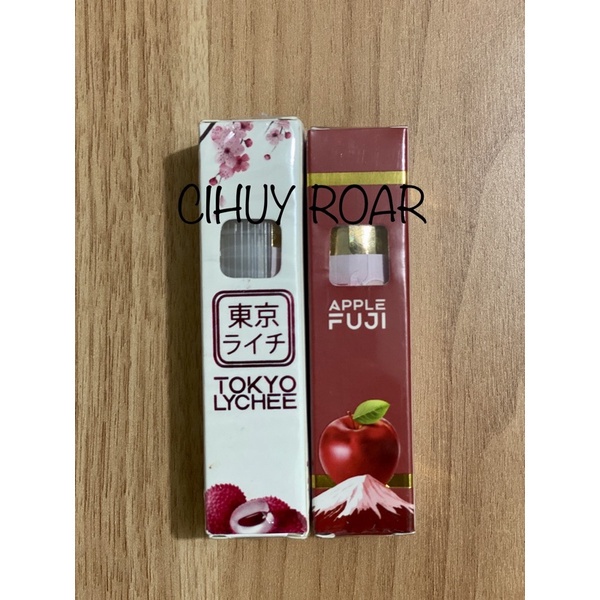 CIHUY ROAR
東京
ライチ
TOKYO
LYCHEE
APPLE
FUJI